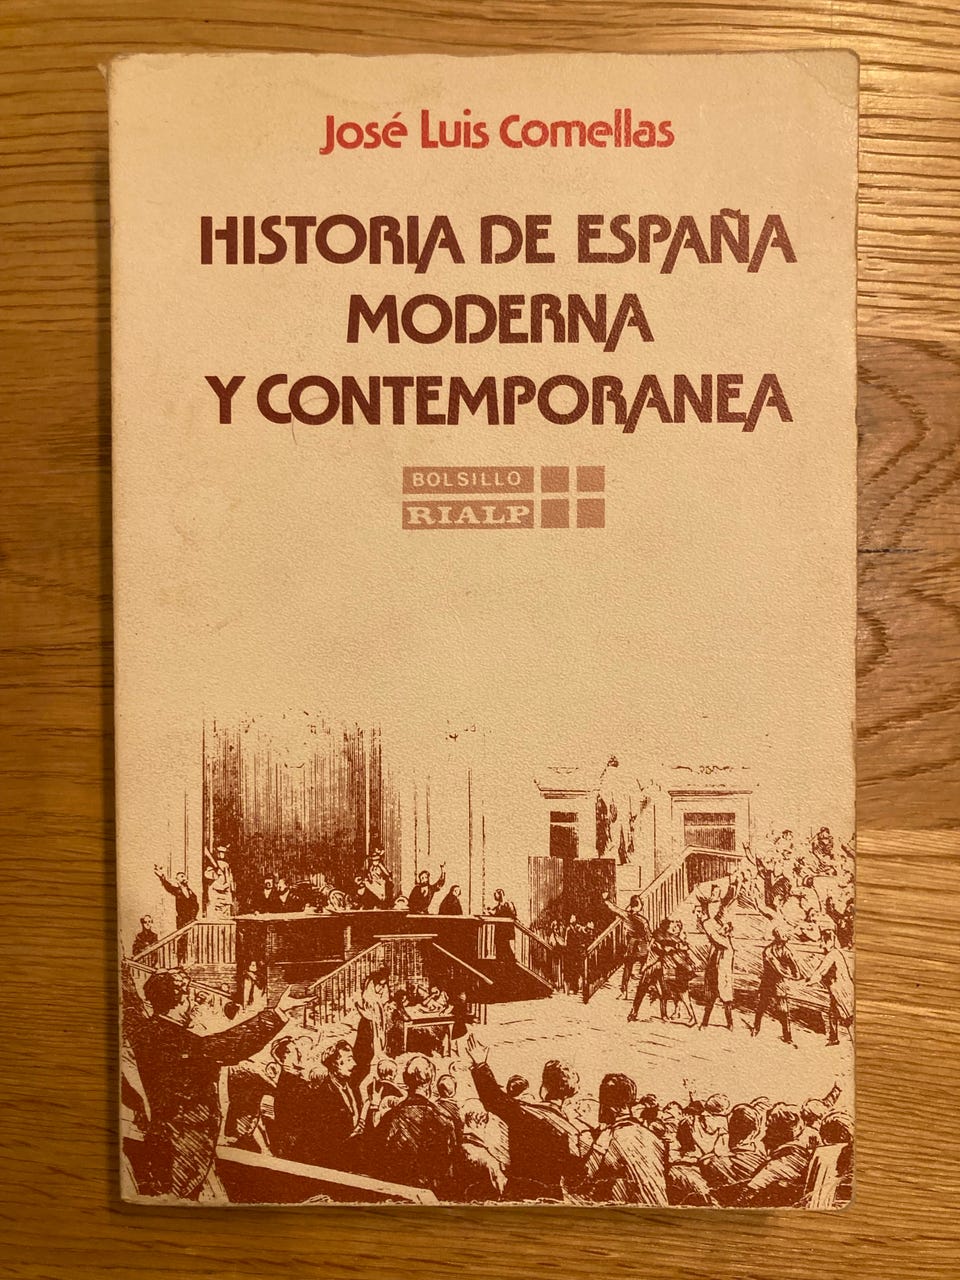 José Luis Comellas
HISTORIA DE ESPAÑA
MODERNA
Y CONTEMPORANEA
BOLSILLO
RIALP